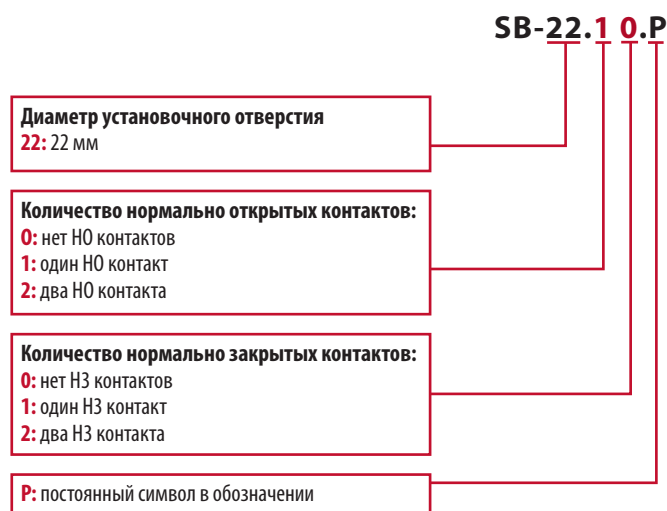 SB-22.1 0.P
Диаметр установочного отверстия
22: 22 мм
Количество нормально открытых контактов:
0: нет НО контактов
1: один НО контакт
2: два НО контакта
Количество нормально закрытых контактов:
0: нет НЗ контактов
1: один НЗ контакт
2: два НЗ контакта
P: постоянный символ в обозначении